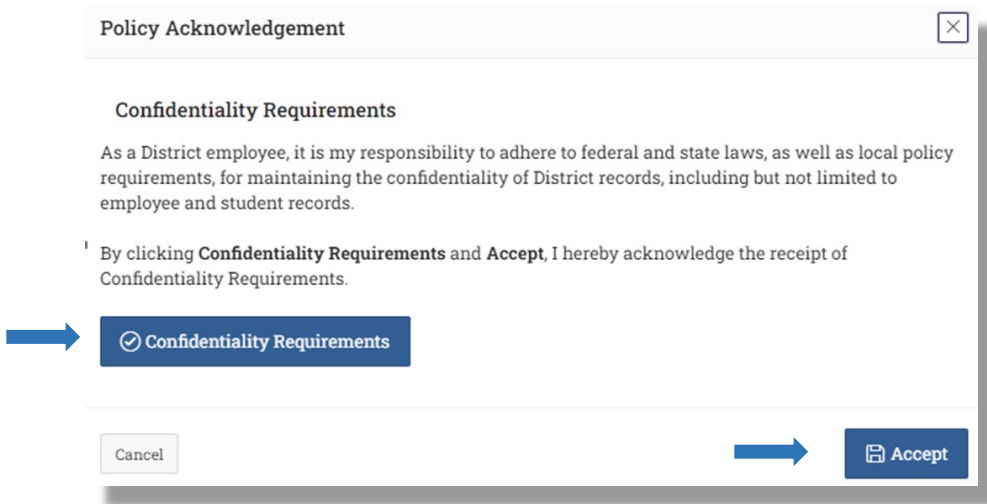 Policy Acknowledgement
Confidentiality Requirements
As a District employee, it is my responsibility to adhere to federal and state laws, as well as local policy
requirements, for maintaining the confidentiality of District records, including but not limited to
employee and student records.
By clicking Confidentiality Requirements and Accept, I hereby acknowledge the receipt of
Confidentiality Requirements.
Confidentiality Requirements
Cancel
Accept